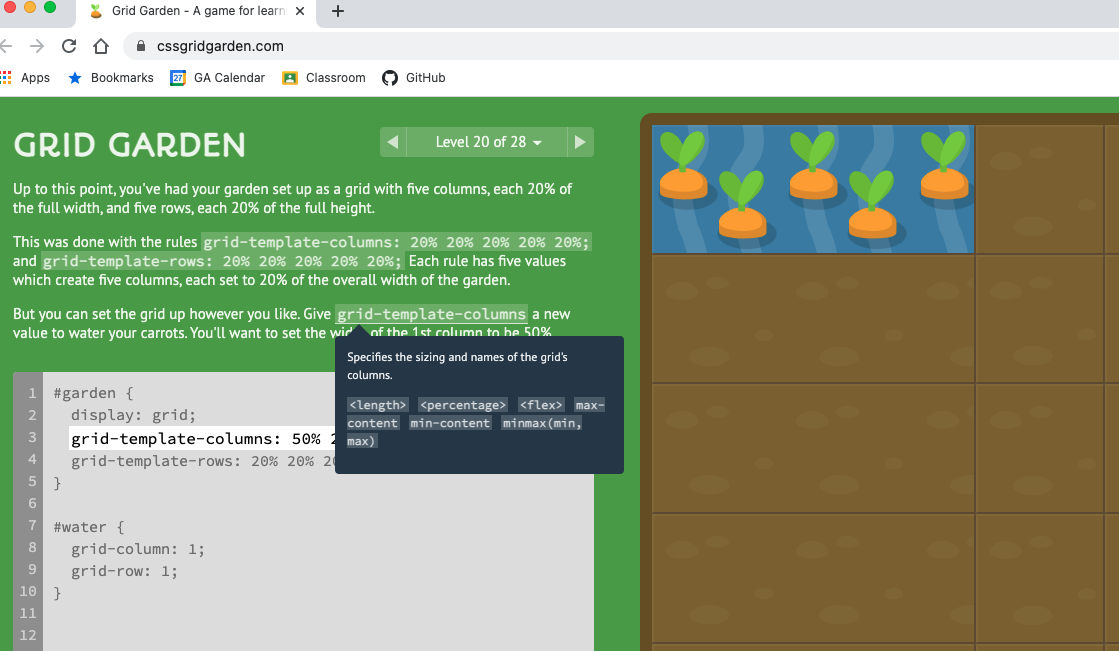 Grid Garden - A game for learn
cssgridgarden.com
Apps Bookmarks 27 GA Calendar Classroom GitHub
GRID GARDEN
Level 20 of 28
Up to this point, you've had your garden set up as a grid with five columns, each 20% of
the full width, and five rows, each 20% of the full height.
This was done with the rules grid-template-columns: 20% 20% 20% 20% 20%;
and grid-template-rows: 20% 20% 20% 20% 20%; Each rule has five values
which create five columns, each set to 20% of the overall width of the garden.
But you can set the grid up however you like. Give grid-template-columns a new
value to water your carrots. You'll want to set the width of the 1st column to be 50%.
Specifies the sizing and names of the grid's
columns.
<length> <percentage> <flex> max-
content min-content minmax(min,
max)
1 #garden {
2 display: grid;
3 grid-template-columns: 50%
4 grid-template-rows: 20% 20%
5 }
6
7 #water {
8 grid-column: 1;
9 grid-row: 1;
10 }
11
12